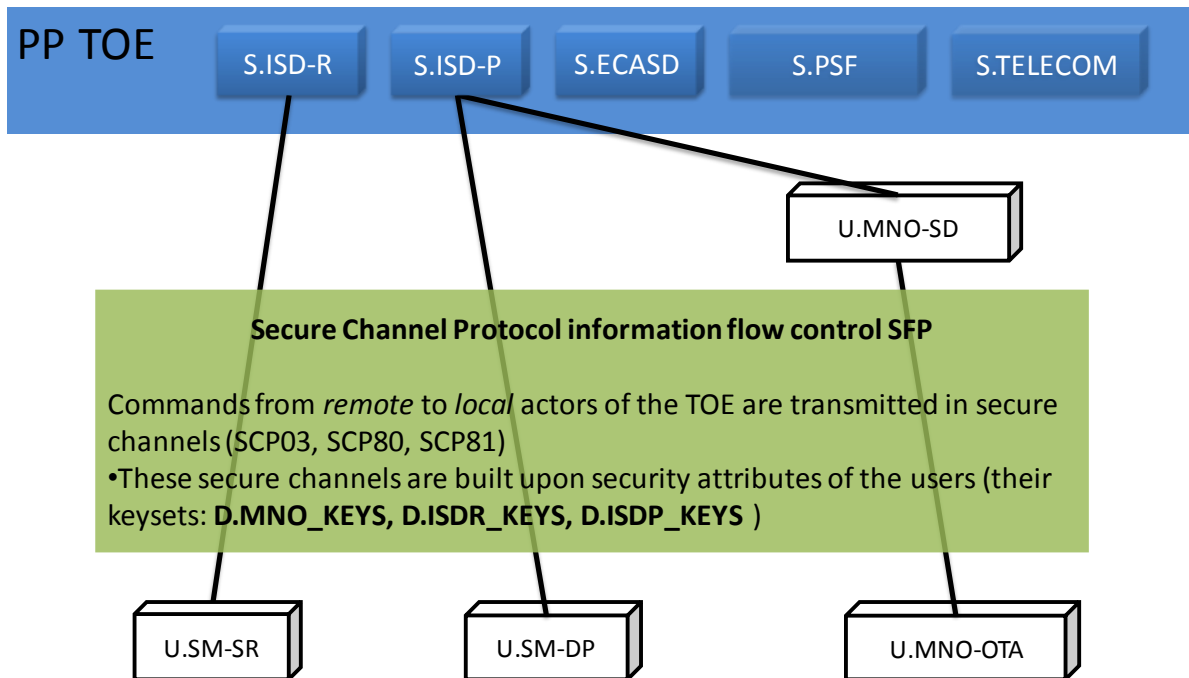 PP TOE
S.ISD-R
S.ISD-P
S.ECASD
S.PSF
S.TELECOM
U.MNO-SD
Secure Channel Protocol information flow control SFP
Commands from remote to local actors of the TOE are transmitted in secure
channels (SCP03, SCP80, SCP81)
•These secure channels are built upon security attributes of the users (their
keysets: D.MNO_KEYS, D.ISDR_KEYS, D.ISDP_KEYS )
U.SM-SR
U.SM-DP
U.MNO-OTA